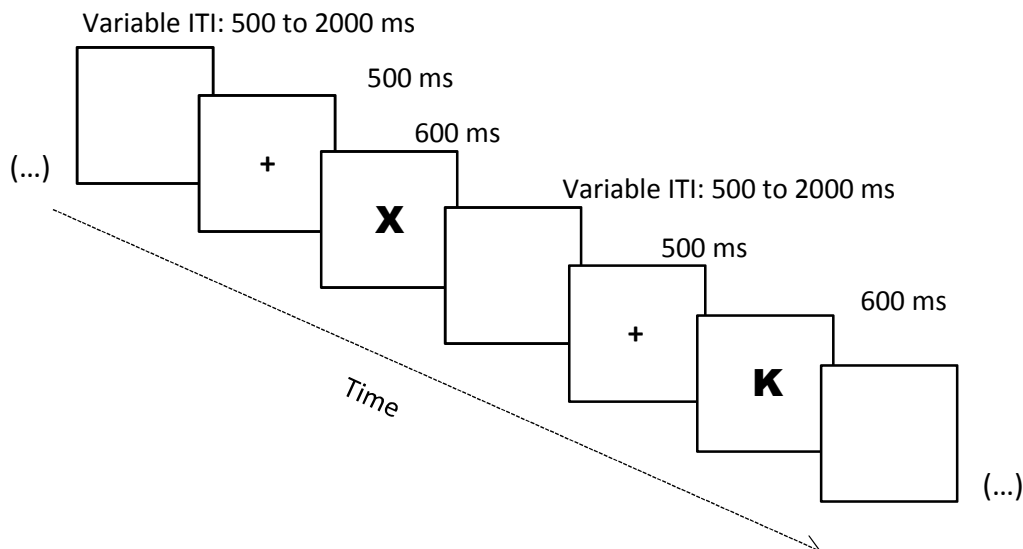 Variable ITI: 500 to 2000 ms
500 ms
600 ms
(...)
+
X
Variable ITI: 500 to 2000 ms
500 ms
600 ms
+
K
Time
(...)